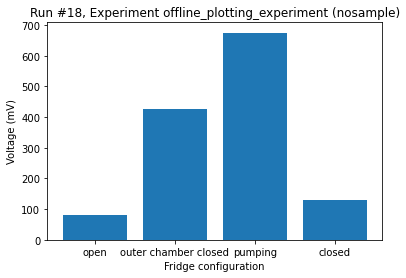 Run #18, Experiment offline_plotting_experiment (nosample)
700
600
500
400
300
200
100
0
Voltage (mV)
open outer chamber closed pumping closed
Fridge configuration